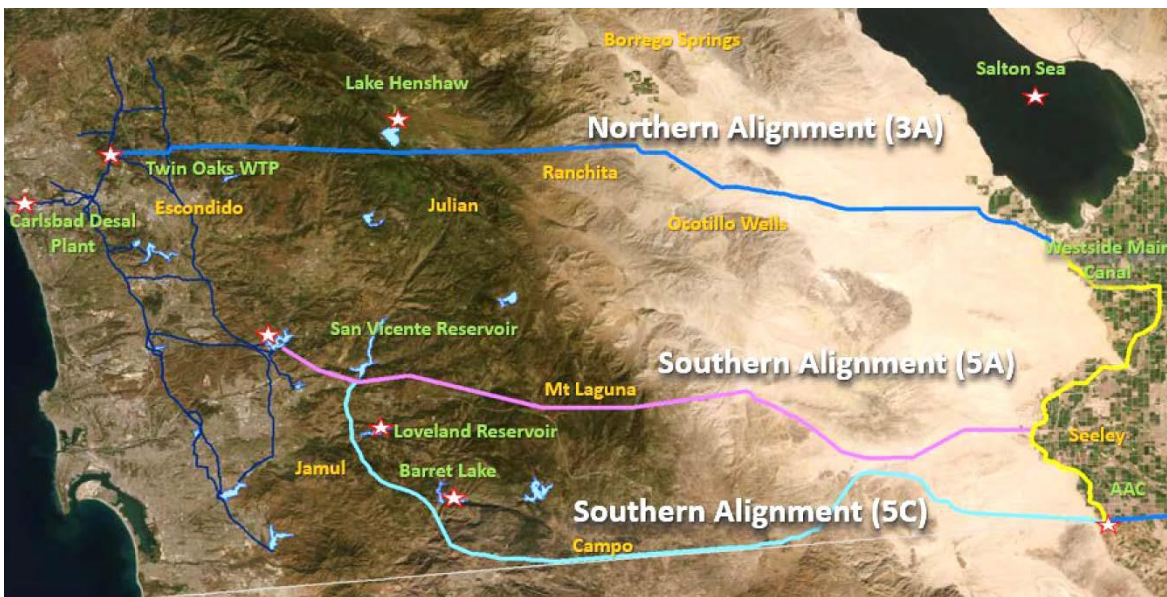 Borrego Springs
Lake Henshaw
Salton Sea
Northern Alignment (3A)
Twin Oaks WTP
Ranchita
Escondido
Julian
Carlsbad Desal
Plant
Ocotillo Wells
Westside Main
Canal
San Vicente Reservoir
Southern Alignment (5A)
Mt Laguna
Loveland Reservoir
Seeley
Jamul
Barret Lake
AAC
Southern Alignment (5C)
Campo